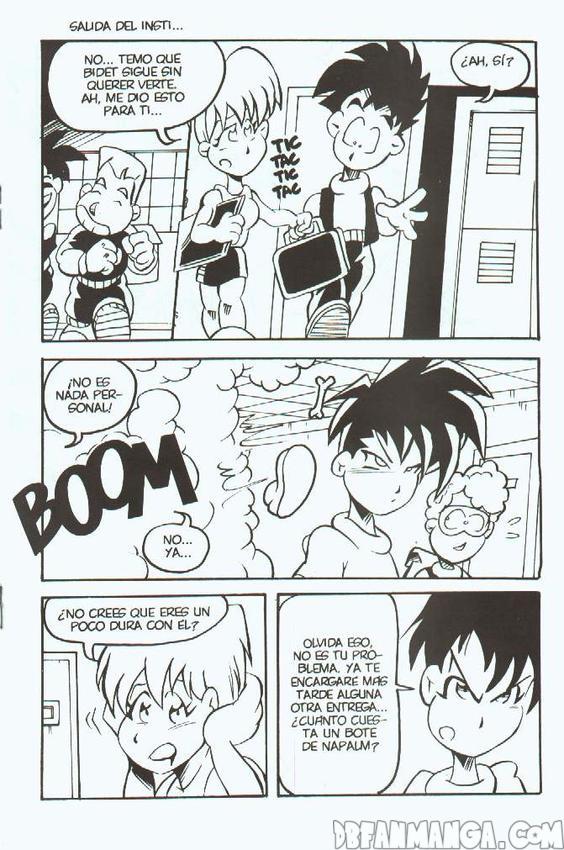 SALIDA DEL INSTI...
NO... TEMO QUE
BIDET SIGUE SIN
QUERER VERTE.
AH, ME DIO ESTO
PARA TI...
¿AH, SÍ?
TIC
TAC
TIC
TAC
¡NO ES
NADA PER-
SONAL!
BOOM
NO...
YA...
¿NO CREES QUE ERES UN
POCO DURA CON ÉL?
OLVIDA ESO,
NO ES TU PRO-
BLEMA. YA TE
ENCARGARE MAS
TARDE ALGUNA
OTRA ENTREGA...
¿CUANTO CUES-
TA UN BOTE
DE NAPALM?
DBFANMANGA.COM